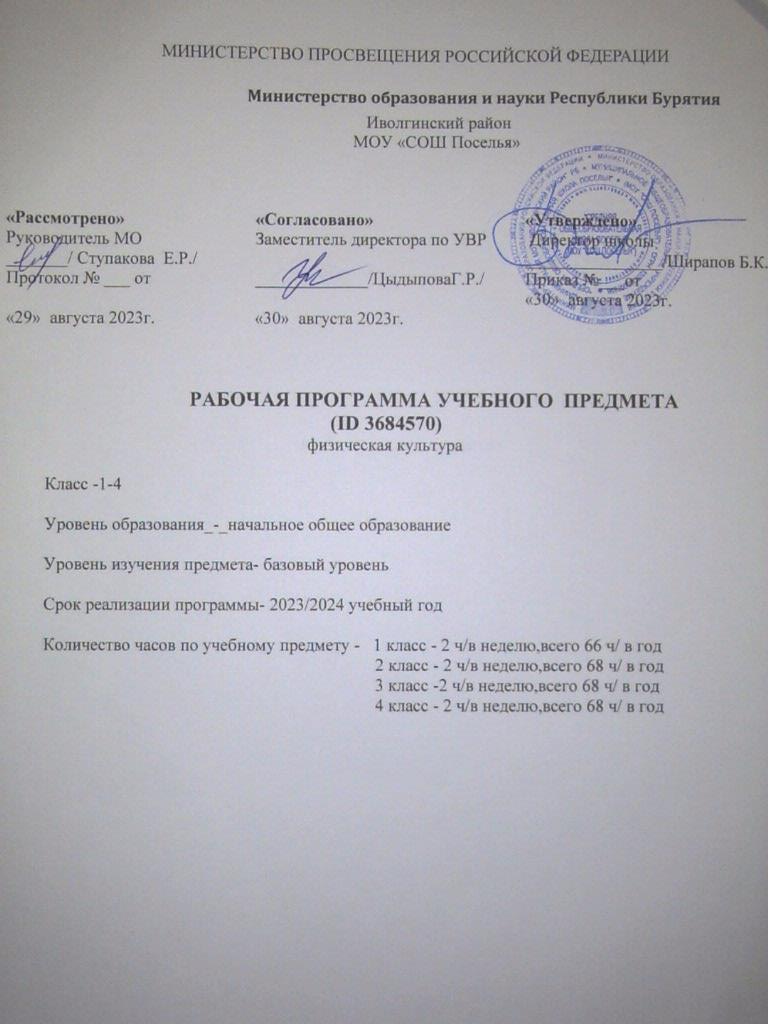 МИНИСТЕРСТВО ПРОСВЕЩЕНИЯ РОССИЙСКОЙ ФЕДЕРАЦИИ
Министерство образования и науки Республики Бурятия
Иволгинский район
МОУ «СОШ Поселья»
«Рассмотрено»
Руководитель МО
_______/ Ступакова Е.Р./
Протокол № ___ от
«29» августа 2023г.
«Согласовано»
Заместитель директора по УВР
_____________/ЦыдыповаГ.Р./
«30» августа 2023г.
«Утверждено»
Директор школы
________________/Ширапов Б.К.
Приказ № ___ от
«30» августа 2023г.
РАБОЧАЯ ПРОГРАММА УЧЕБНОГО ПРЕДМЕТА
(ID 3684570)
физическая культура
Класс -1-4
Уровень образования_-_начальное общее образование
Уровень изучения предмета- базовый уровень
Срок реализации программы- 2023/2024 учебный год
Количество часов по учебному предмету - 1 класс - 2 ч/в неделю,всего 66 ч/ в год
2 класс - 2 ч/в неделю,всего 68 ч/ в год
3 класс -2 ч/в неделю,всего 68 ч/ в год
4 класс - 2 ч/в неделю,всего 68 ч/ в год